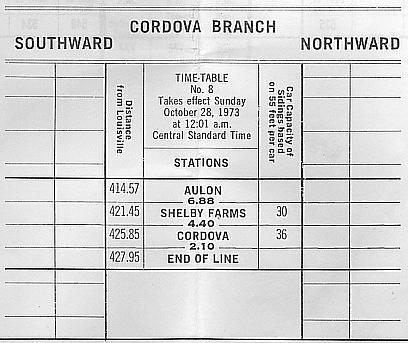 CORDOVA BRANCH
SOUTHWARD
NORTHWARD
Distance
from Louisville
TIME-TABLE
No. 8
Takes effect Sunday
October 28, 1973
at 12:01 a.m.
Central Standard Time
STATIONS
Car Capacity of
Sidings based
on 55 feet per car
414.57 AULON
6.88
421.45 SHELBY FARMS 30
4.40
425.85 CORDOVA 36
2.10
427.95 END OF LINE